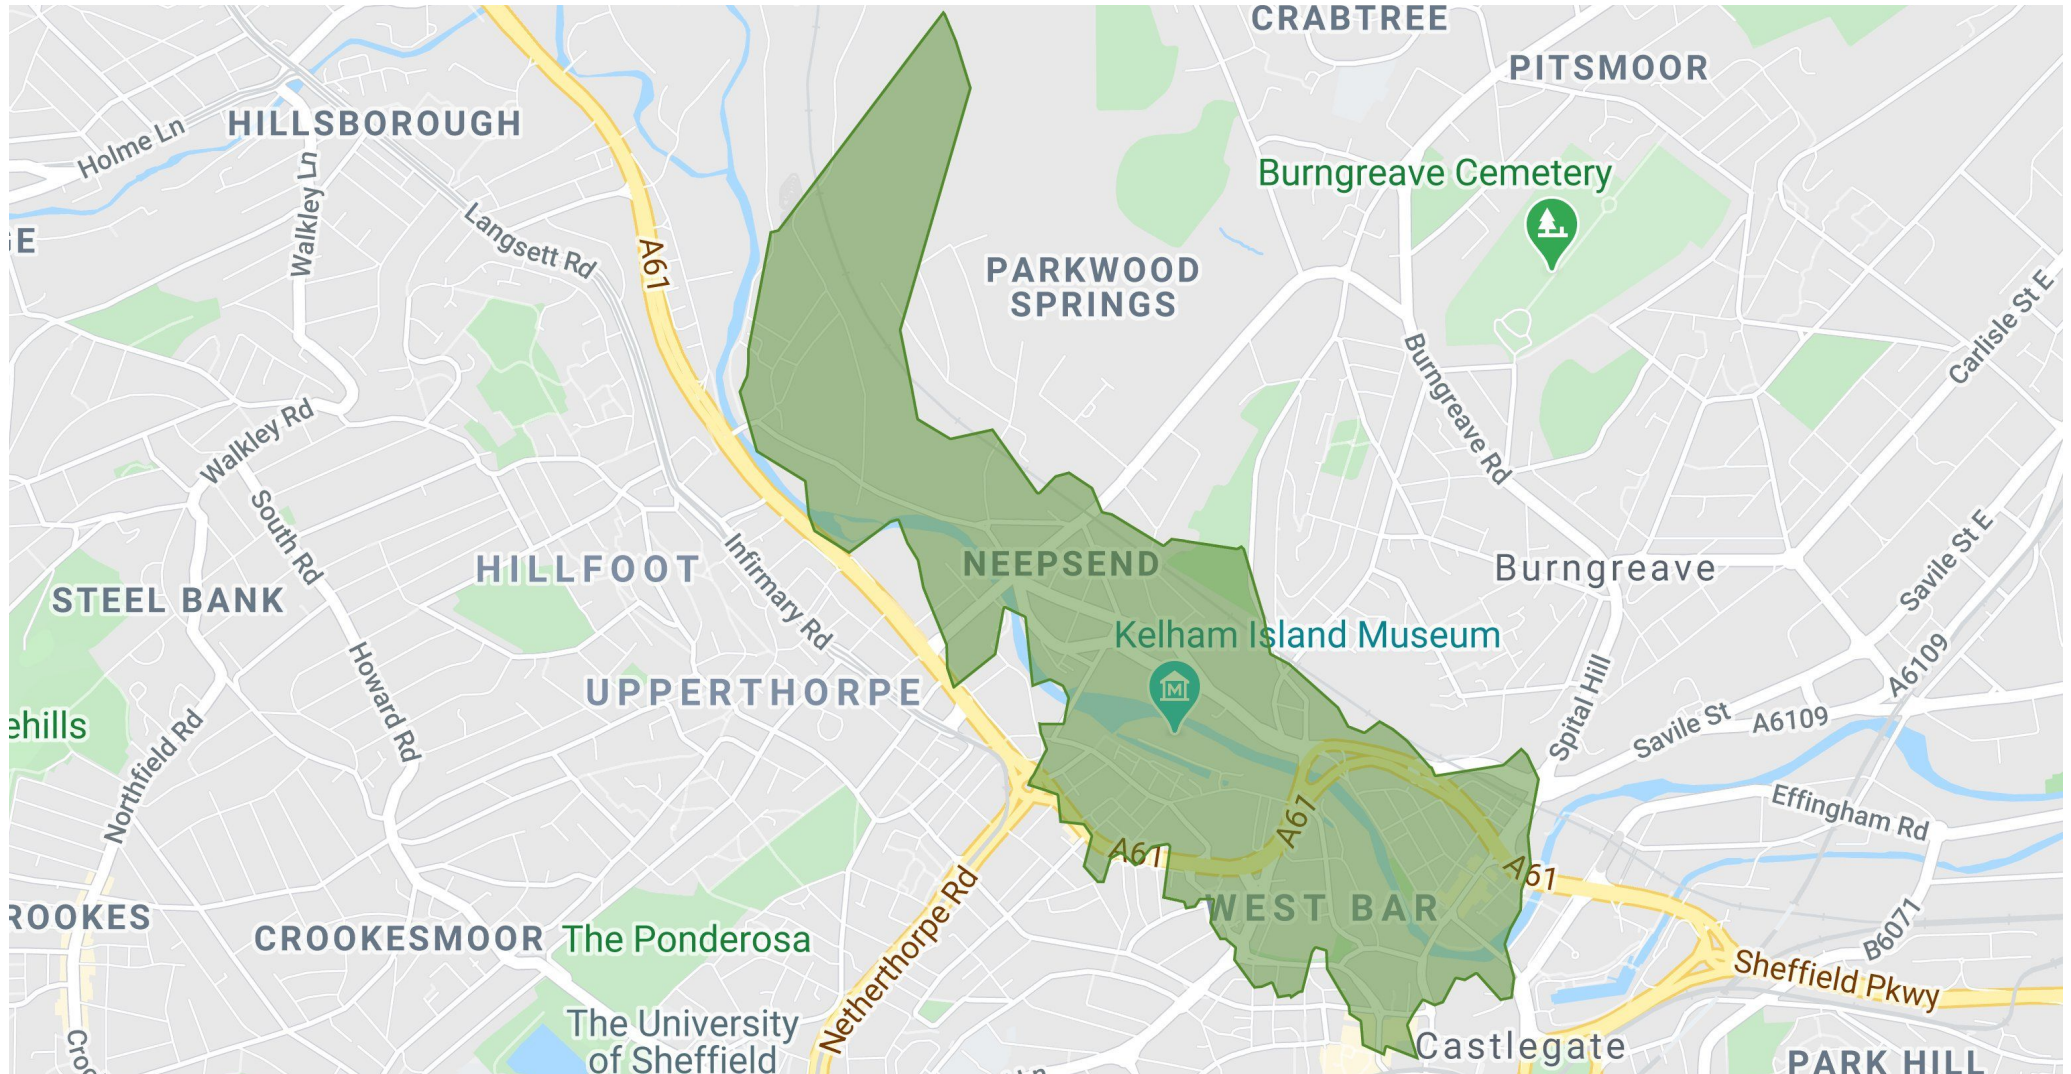 CRABTREE
PITSMOOR
HILLSBOROUGH
Holme Ln
Walkley Ln
Langsett Rd
A61
Burngreave Cemetery
PARKWOOD
SPRINGS
Carlisle St E
Burngreave Rd
Walkley Rd
South Rd
HILLFOOT
Infirmary Rd
NEEPSEND
Burngreave
Savile St E
STEEL BANK
Howard Rd
Kelham Island Museum
M
UPPERTHORPE
A6109
Spital Hill
Savile St
A6109
ehills
Northfield Rd
Effingham Rd
A61
A61
A61
WEST BAR
Netherthorpe Rd
ROOKES
CROOKESMOOR
The Ponderosa
B6071
Sheffield Pkwy
The University
of Sheffield
Castlegate
PARK HILL
Croo
Ln